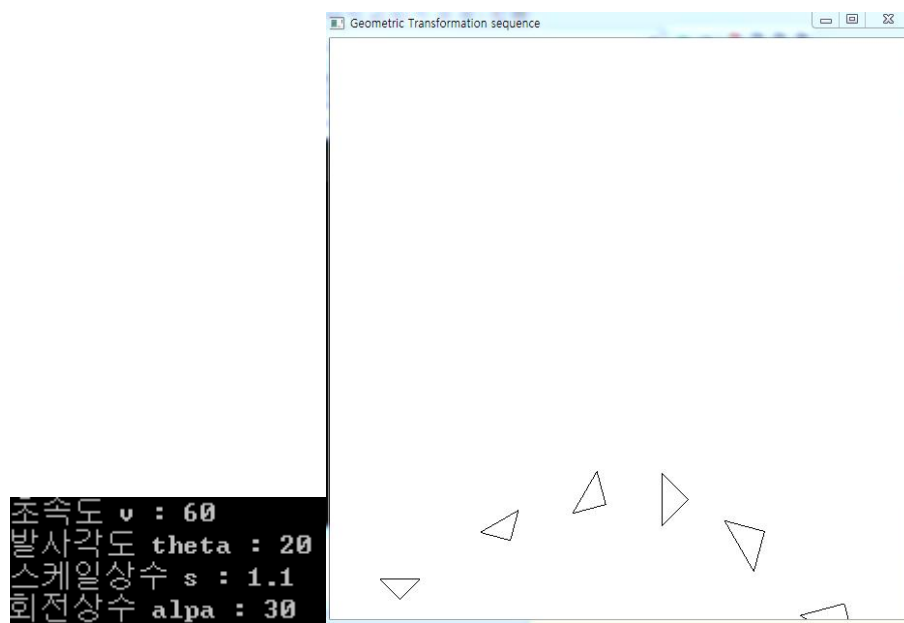 Geometric Transformation sequence
초속도 v : 60
발사각도 theta : 20
스케일상수 s : 1.1
회전상수 alpa : 30